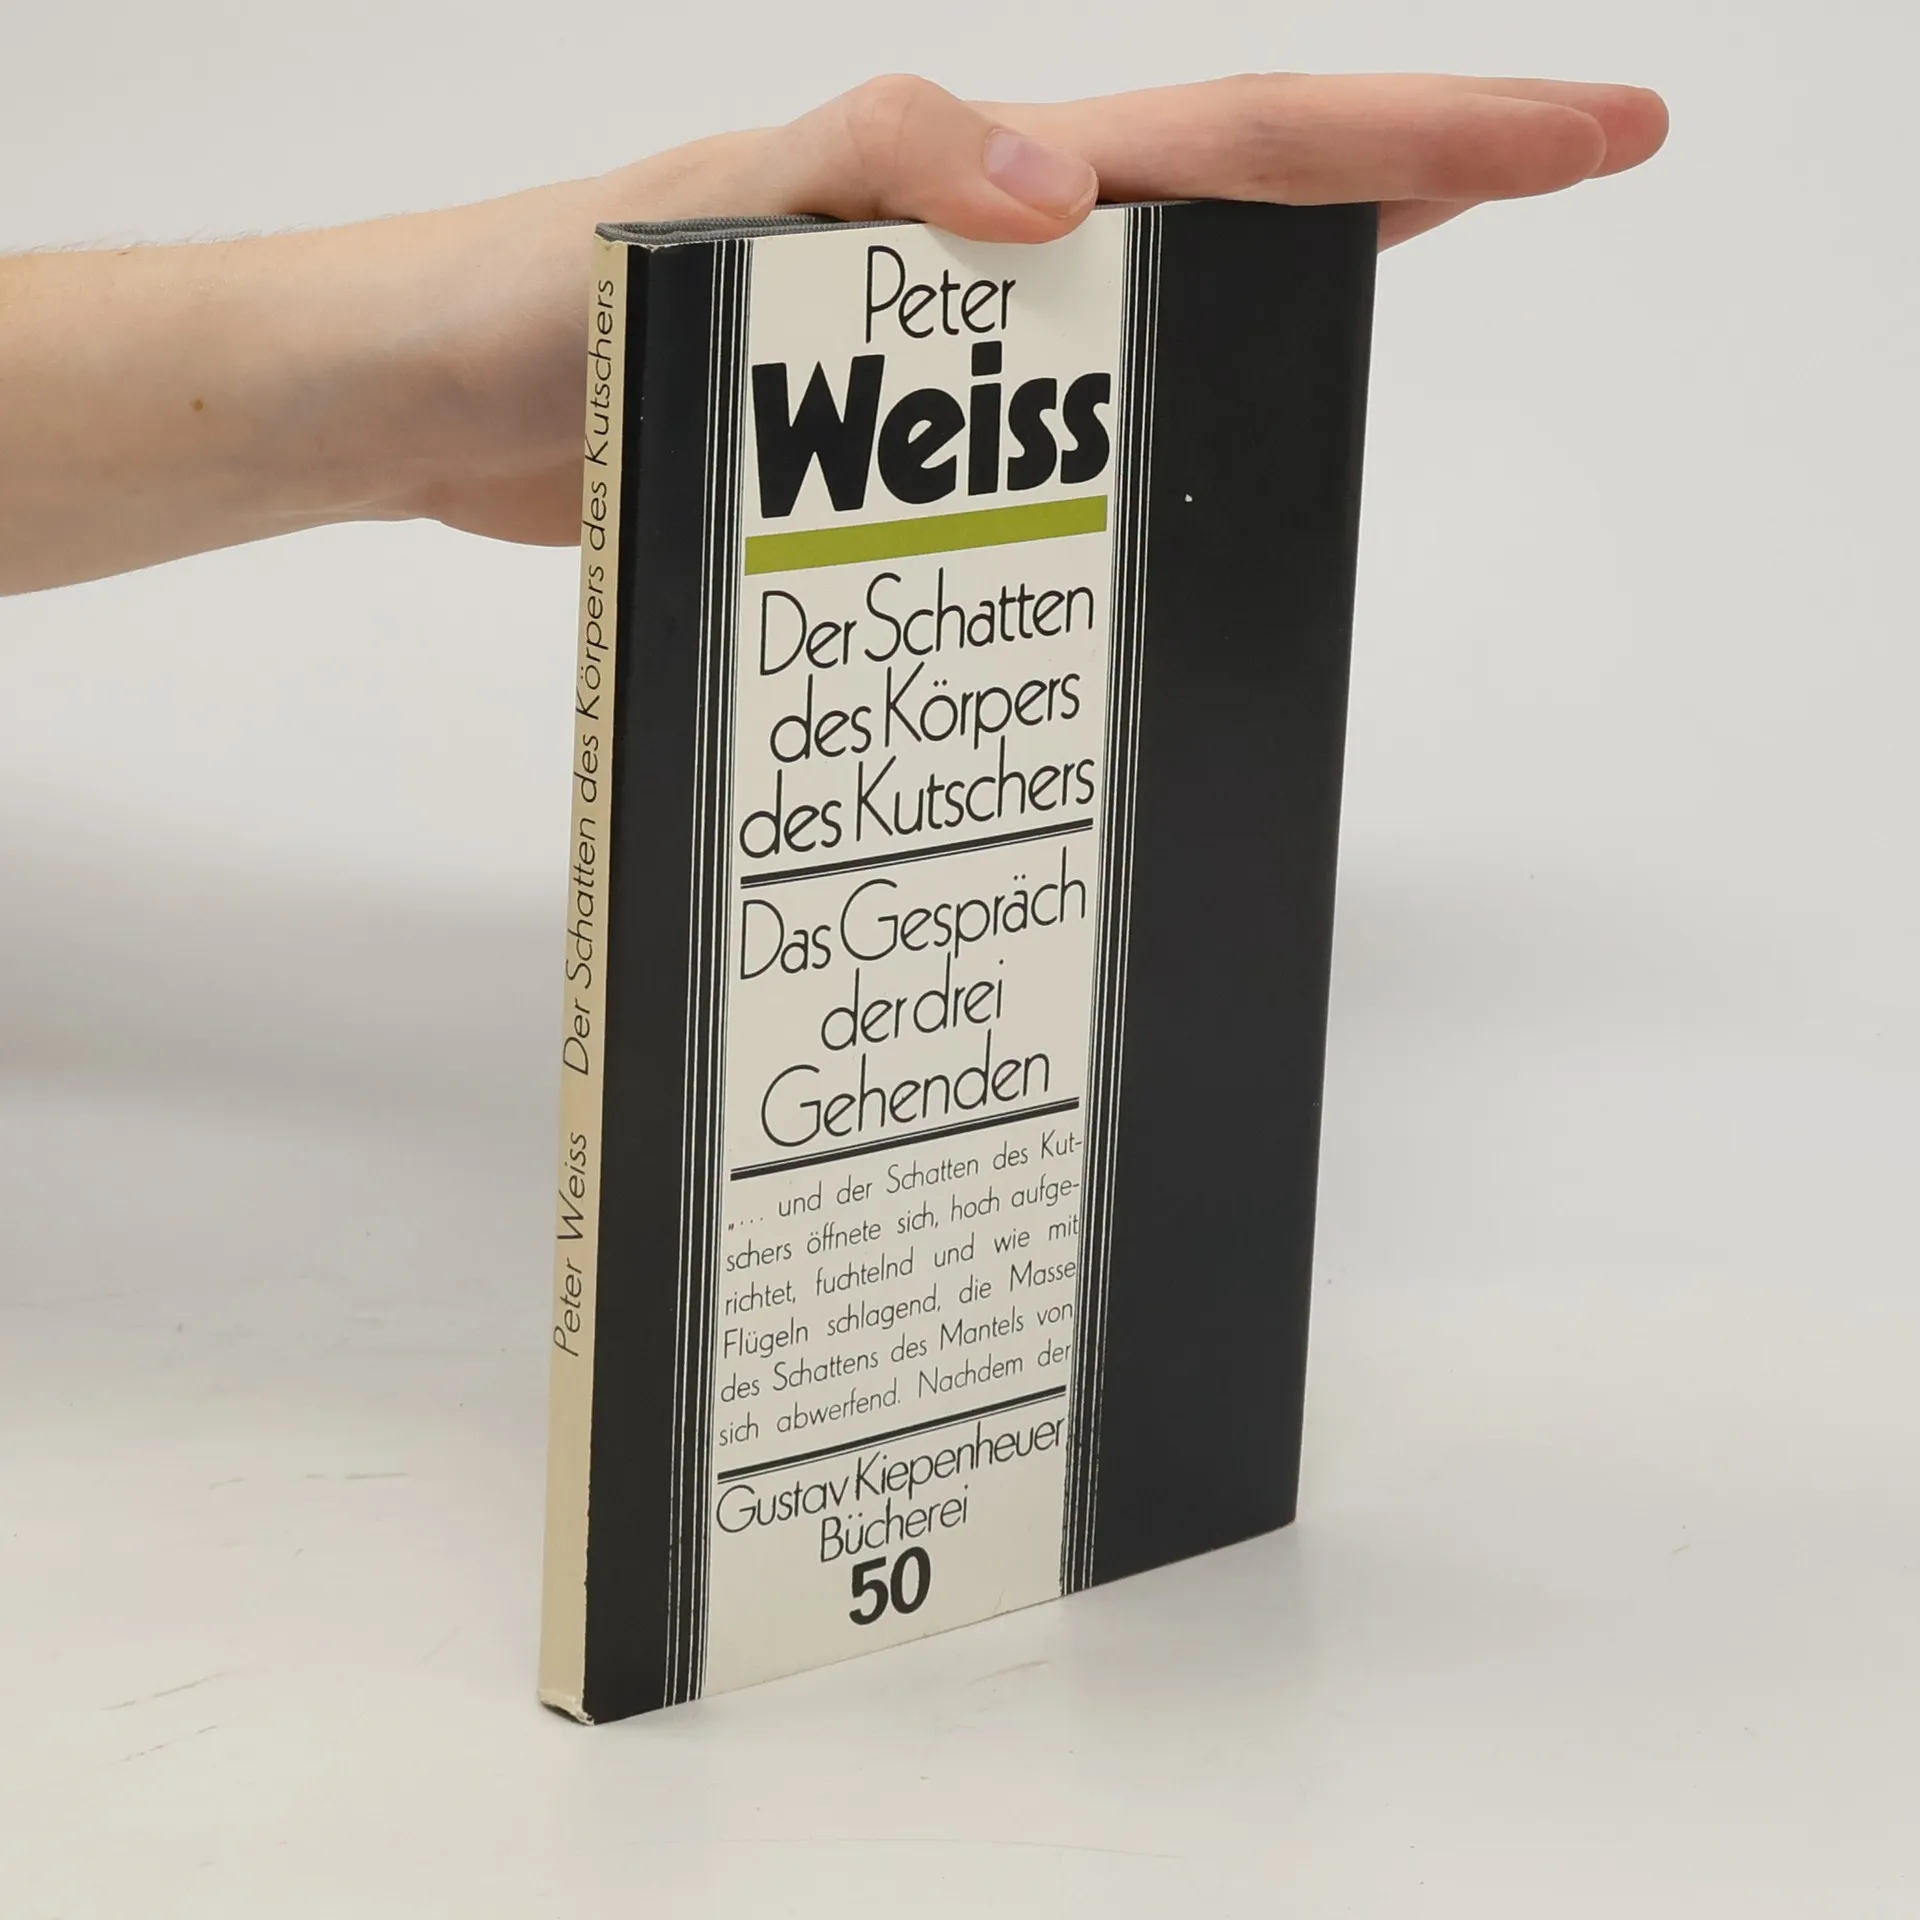 Peter Weiss Der Schatten des Körpers des Kutschers
Peter
Weiss
Der Schatten
des Körpers
des Kutschers
Das Gespräch
der drei
Gehenden
„... und der Schatten des Kut-
schers öffnete sich, hoch aufge-
richtet, fuchtelnd und wie mit
Flügeln schlagend, die Masse
des Schattens des Mantels von
sich abwerfend. Nachdem der
Gustav Kiepenheuer
Bücherei
50